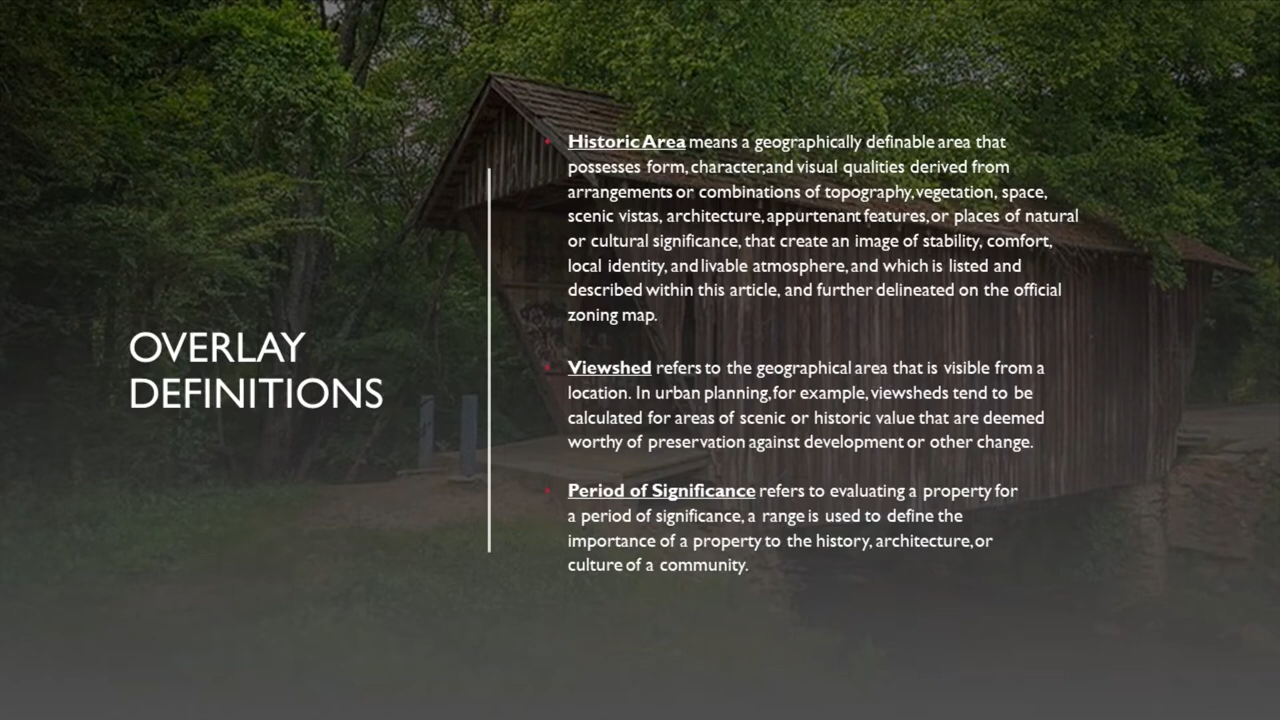 OVERLAY
DEFINITIONS
• Historic Area means a geographically definable area that
possesses form, character, and visual qualities derived from
arrangements or combinations of topography, vegetation, space,
scenic vistas, architecture, appurtenant features, or places of natural
or cultural significance, that create an image of stability, comfort,
local identity, and livable atmosphere, and which is listed and
described within this article, and further delineated on the official
zoning map.
• Viewshed refers to the geographical area that is visible from a
location. In urban planning, for example, viewsheds tend to be
calculated for areas of scenic or historic value that are deemed
worthy of preservation against development or other change.
• Period of Significance refers to evaluating a property for
a period of significance, a range is used to define the
importance of a property to the history, architecture, or
culture of a community.